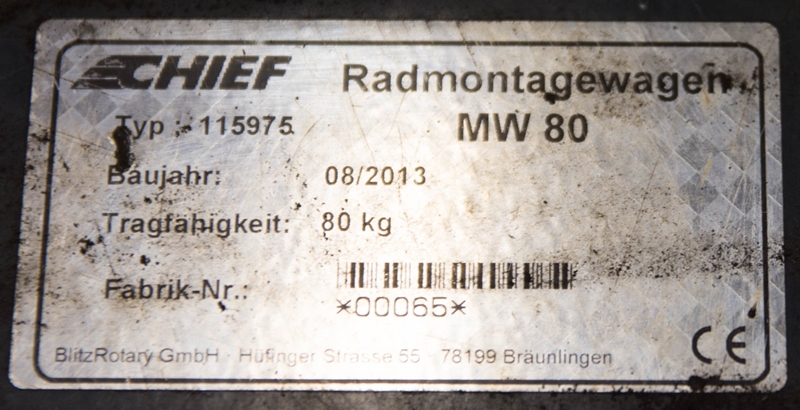 CHIEF Radmontagewagen
MW 80
Typ : 115975
Baujahr: 08/2013
Tragfähigkeit: 80 kg
Fabrik-Nr.:
*00065*
BlitzRotary GmbH · Hüfinger Strasse 55 · 78199 Bräunlingen
CE